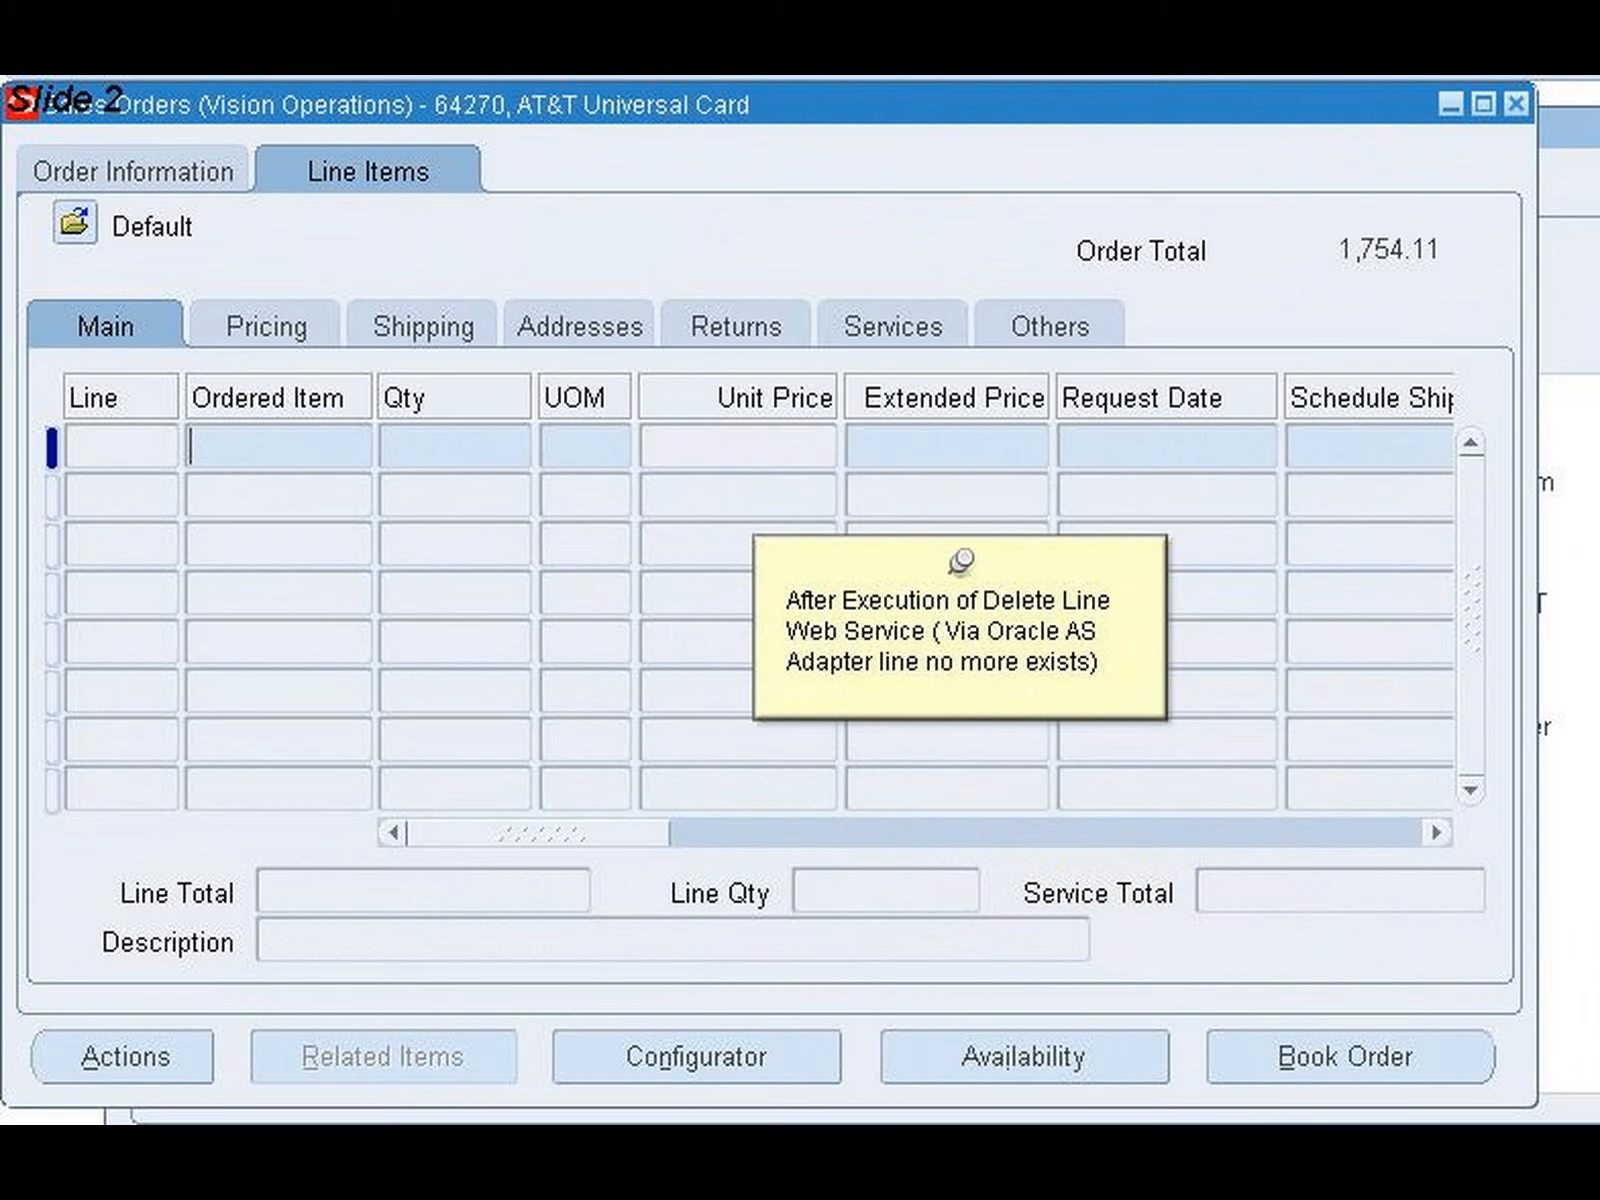 Slide 2
Orders (Vision Operations) - 64270, AT&T Universal Card
Order Information
Line Items
Default
Order Total 1,754.11
Main Pricing Shipping Addresses Returns Services Others
Line Ordered Item Qty UOM Unit Price Extended Price Request Date Schedule Ship
m
After Execution of Delete Line
Web Service ( Via Oracle AS
Adapter line no more exists)
er
Line Total Line Qty Service Total
Description
Actions Related Items Configurator Availability Book Order